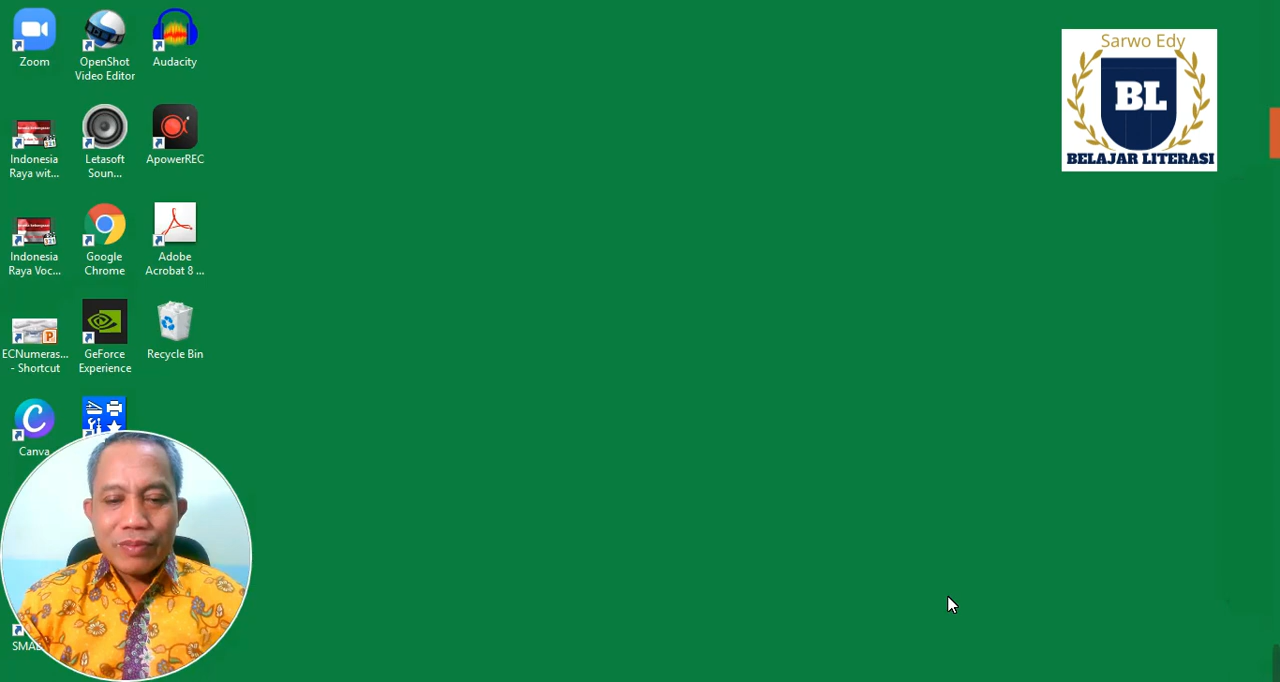 Zoom
OpenShot
Video Editor
Audacity
Indonesia
Raya wit...
Letasoft
Soun...
ApowerREC
Indonesia
Raya Voc...
Google
Chrome
Adobe
Acrobat 8 ...
ECNumeras...
- Shortcut
GeForce
Experience
Recycle Bin
Canva
Sarwo Edy
BL
BELAJAR LITERASI